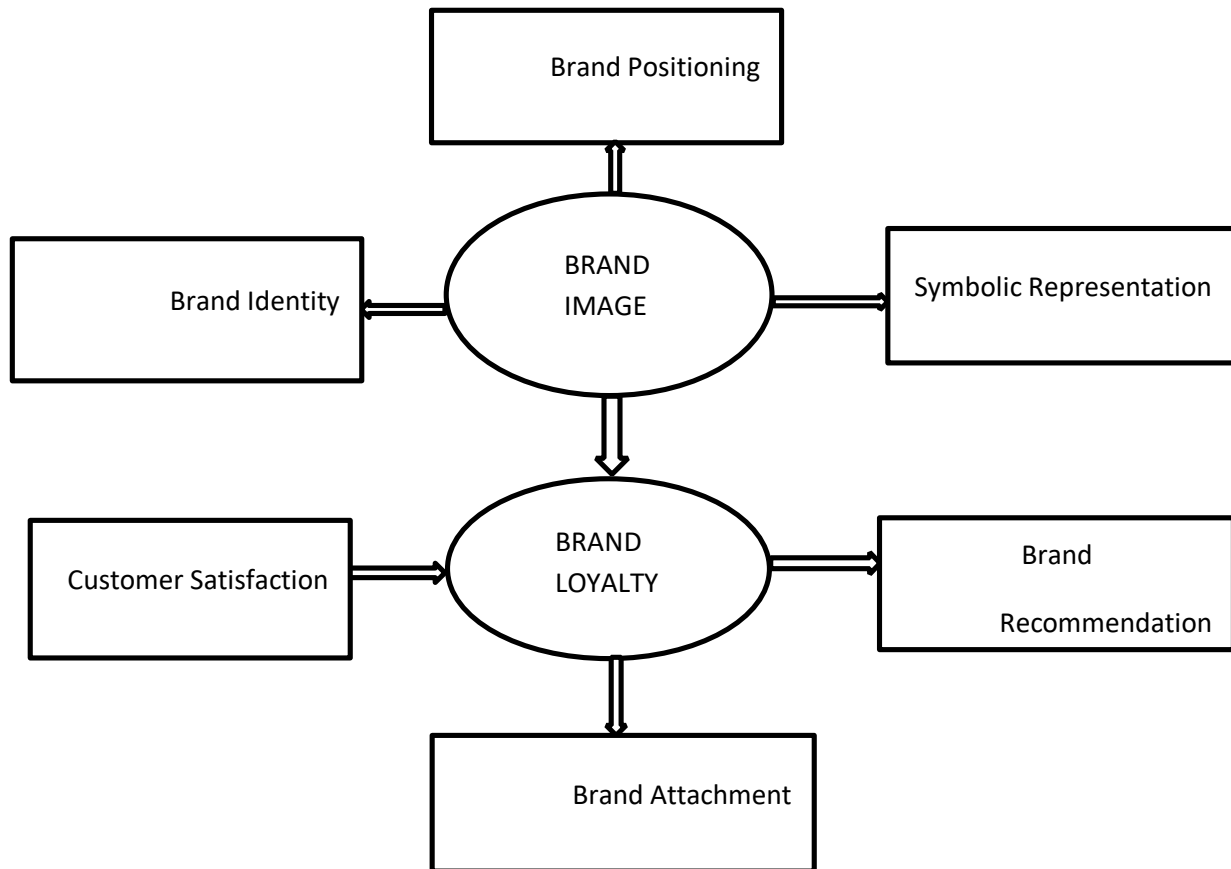 Brand Positioning
BRAND
IMAGE
Brand Identity
Symbolic Representation
BRAND
LOYALTY
Customer Satisfaction
Brand
Recommendation
Brand Attachment